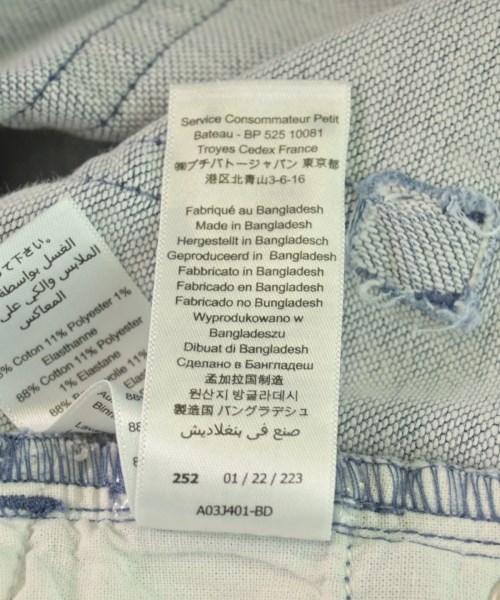 Service Consommateur Petit
Bateau - BP 525 10081
Troyes Cedex France
㈱プチバトージャパン 東京都
港区北青山3-6-16
Fabriqué au Bangladesh
Made in Bangladesh
Hergestellt in Bangladesch
Geproduceerd in Bangladesh
Fabbricato in Bangladesh
Fabricado en Bangladesh
Fabricado no Bungladesh
Wyprodukowano w
Bangladeszu
Dibuat di Bangladesh
Сделано в Бангладеш
孟加拉国制造
원산지 방글라데시
製造国 バングラデシュ
صنع في بنغلاديش
252 01 / 22 / 223
A03J401-BD
て下さい。
الغسل بواسطة
الملابس والكي على
المعاكس
% Cotton 11% Polyester 1%
Elasthanne
88% Cotton 11% Polyester
1% Elastane
88%